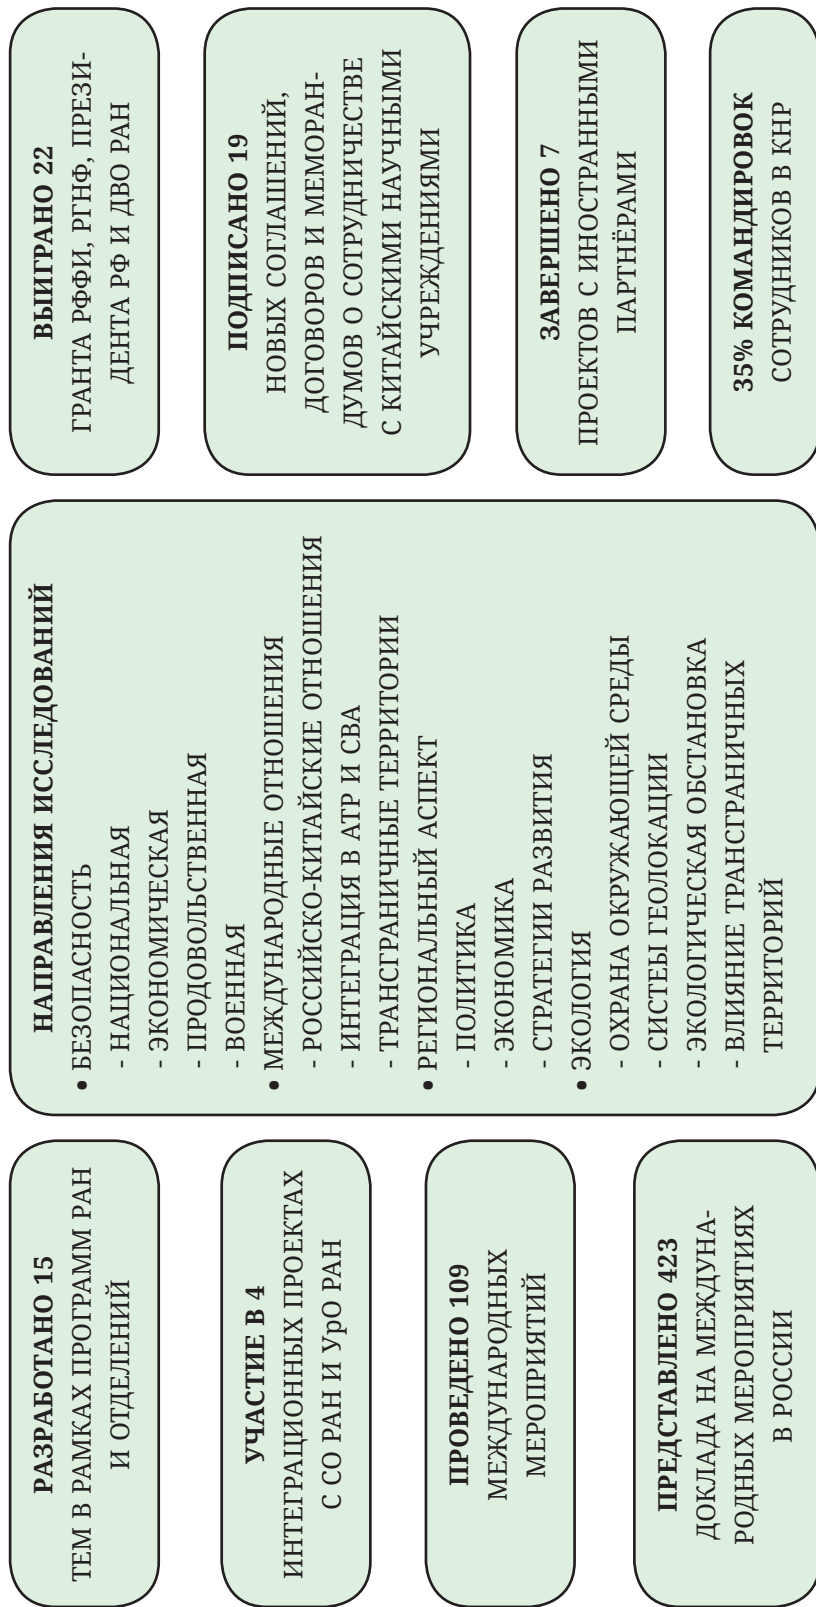 РАЗРАБОТАНО 15
ТЕМ В РАМКАХ ПРОГРАММ РАН
И ОТДЕЛЕНИЙ
УЧАСТИЕ В 4
ИНТЕГРАЦИОННЫХ ПРОЕКТАХ
С СО РАН И УрО РАН
ПРОВЕДЕНО 109
МЕЖДУНАРОДНЫХ
МЕРОПРИЯТИЙ
ПРЕДСТАВЛЕНО 423
ДОКЛАДА НА МЕЖДУНА-
РОДНЫХ МЕРОПРИЯТИЯХ
В РОССИИ
НАПРАВЛЕНИЯ ИССЛЕДОВАНИЙ
• БЕЗОПАСНОСТЬ
- НАЦИОНАЛЬНАЯ
- ЭКОНОМИЧЕСКАЯ
- ПРОДОВОЛЬСТВЕННАЯ
- ВОЕННАЯ
• МЕЖДУНАРОДНЫЕ ОТНОШЕНИЯ
- РОССИЙСКО-КИТАЙСКИЕ ОТНОШЕНИЯ
- ИНТЕГРАЦИЯ В АТР И СВА
- ТРАНСГРАНИЧНЫЕ ТЕРРИТОРИИ
• РЕГИОНАЛЬНЫЙ АСПЕКТ
- ПОЛИТИКА
- ЭКОНОМИКА
- СТРАТЕГИИ РАЗВИТИЯ
• ЭКОЛОГИЯ
- ОХРАНА ОКРУЖАЮЩЕЙ СРЕДЫ
- СИСТЕЫ ГЕОЛОКАЦИИ
- ЭКОЛОГИЧЕСКАЯ ОБСТАНОВКА
- ВЛИЯНИЕ ТРАНСГРАНИЧНЫХ
ТЕРРИТОРИЙ
ВЫИГРАНО 22
ГРАНТА РФФИ, РГНФ, ПРЕЗИ-
ДЕНТА РФ И ДВО РАН
ПОДПИСАНО 19
НОВЫХ СОГЛАШЕНИЙ,
ДОГОВОРОВ И МЕМОРАН-
ДУМОВ О СОТРУДНИЧЕСТВЕ
С КИТАЙСКИМИ НАУЧНЫМИ
УЧРЕЖДЕНИЯМИ
ЗАВЕРШЕНО 7
ПРОЕКТОВ С ИНОСТРАННЫМИ
ПАРТНЁРАМИ
35% КОМАНДИРОВОК
СОТРУДНИКОВ В КНР